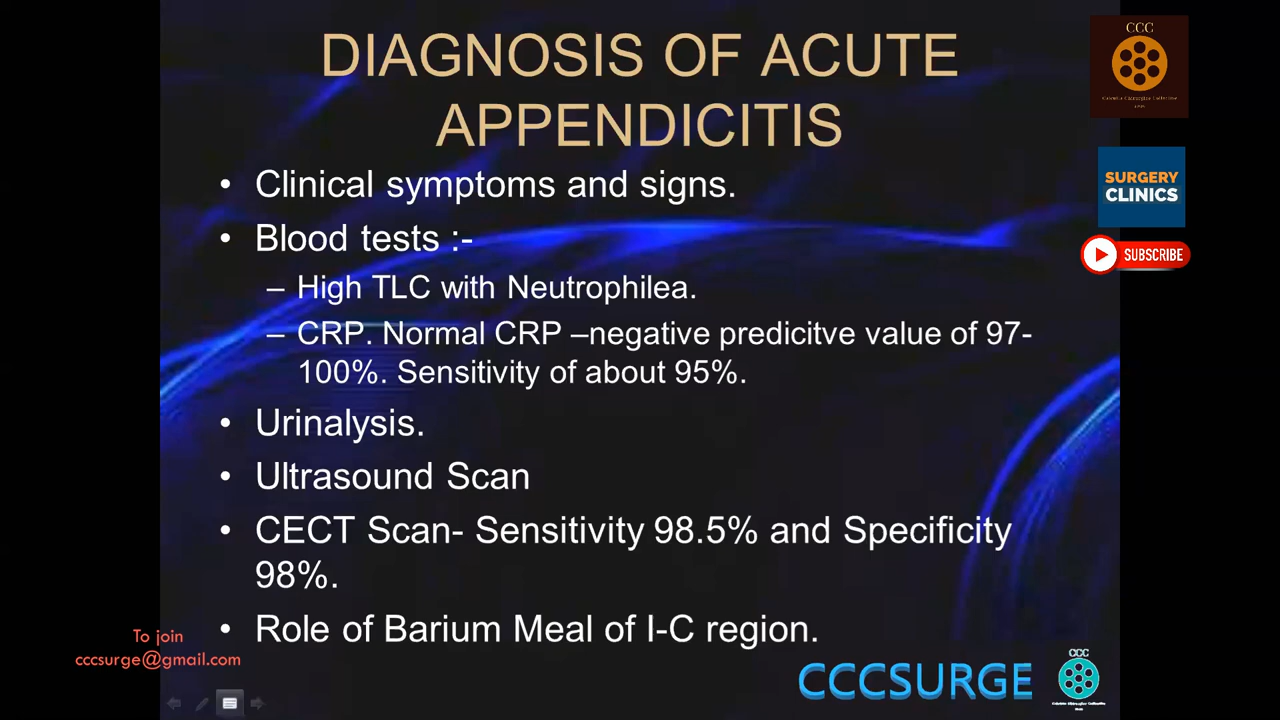 DIAGNOSIS OF ACUTE
APPENDICITIS
• Clinical symptoms and signs.
• Blood tests :-
– High TLC with Neutrophilea.
– CRP. Normal CRP –negative predicitve value of 97-
100%. Sensitivity of about 95%.
• Urinalysis.
• Ultrasound Scan
• CECT Scan- Sensitivity 98.5% and Specificity
98%.
• Role of Barium Meal of I-C region.
CCC
SURGERY
CLINICS
SUBSCRIBE
To join
cccsurge@gmail.com
CCCSURGE
CCC